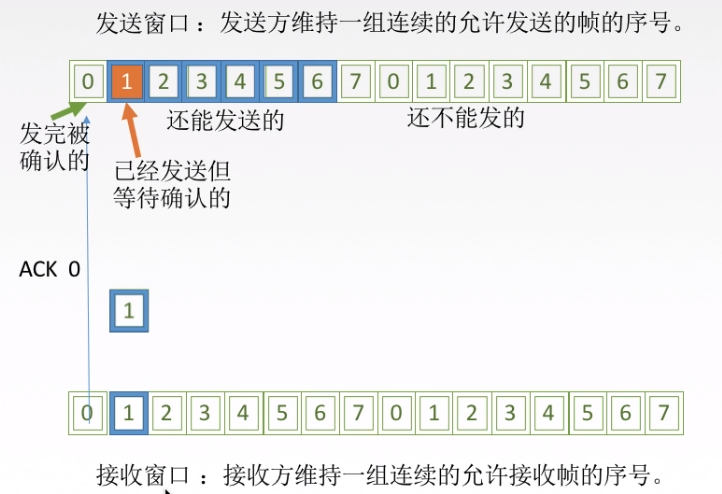 发送窗口：发送方维持一组连续的允许发送的帧的序号。
0 1 2 3 4 5 6 7 0 1 2 3 4 5 6 7
还能发送的 还不能发的
发完被
确认的
已经发送但
等待确认的
ACK 0
1
0 1 2 3 4 5 6 7 0 1 2 3 4 5 6 7
接收窗口：接收方维持一组连续的允许接收帧的序号。